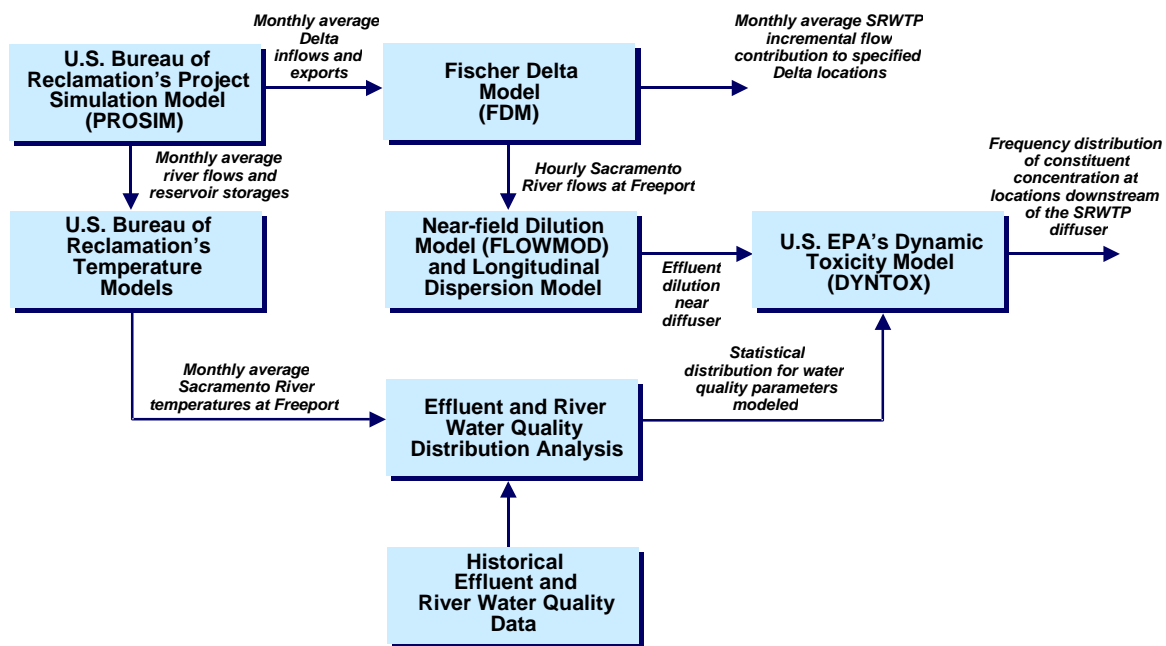 Monthly average
Delta
inflows and
exports
Monthly average SRWTP
incremental flow
contribution to specified
Delta locations
U.S. Bureau of
Reclamation's Project
Simulation Model
(PROSIM)
Fischer Delta
Model
(FDM)
Monthly average
river flows and
reservoir storages
Hourly Sacramento
River flows at Freeport
Frequency distribution
of constituent
concentration at
locations downstream
of the SRWTP
diffuser
U.S. Bureau of
Reclamation's
Temperature
Models
Near-field Dilution
Model (FLOWMOD)
and Longitudinal
Dispersion Model
U.S. EPA's Dynamic
Toxicity Model
(DYNTOX)
Effluent
dilution
near
diffuser
Monthly average
Sacramento River
temperatures at Freeport
Statistical
distribution for water
quality parameters
modeled
Effluent and River
Water Quality
Distribution Analysis
Historical
Effluent and
River Water Quality
Data